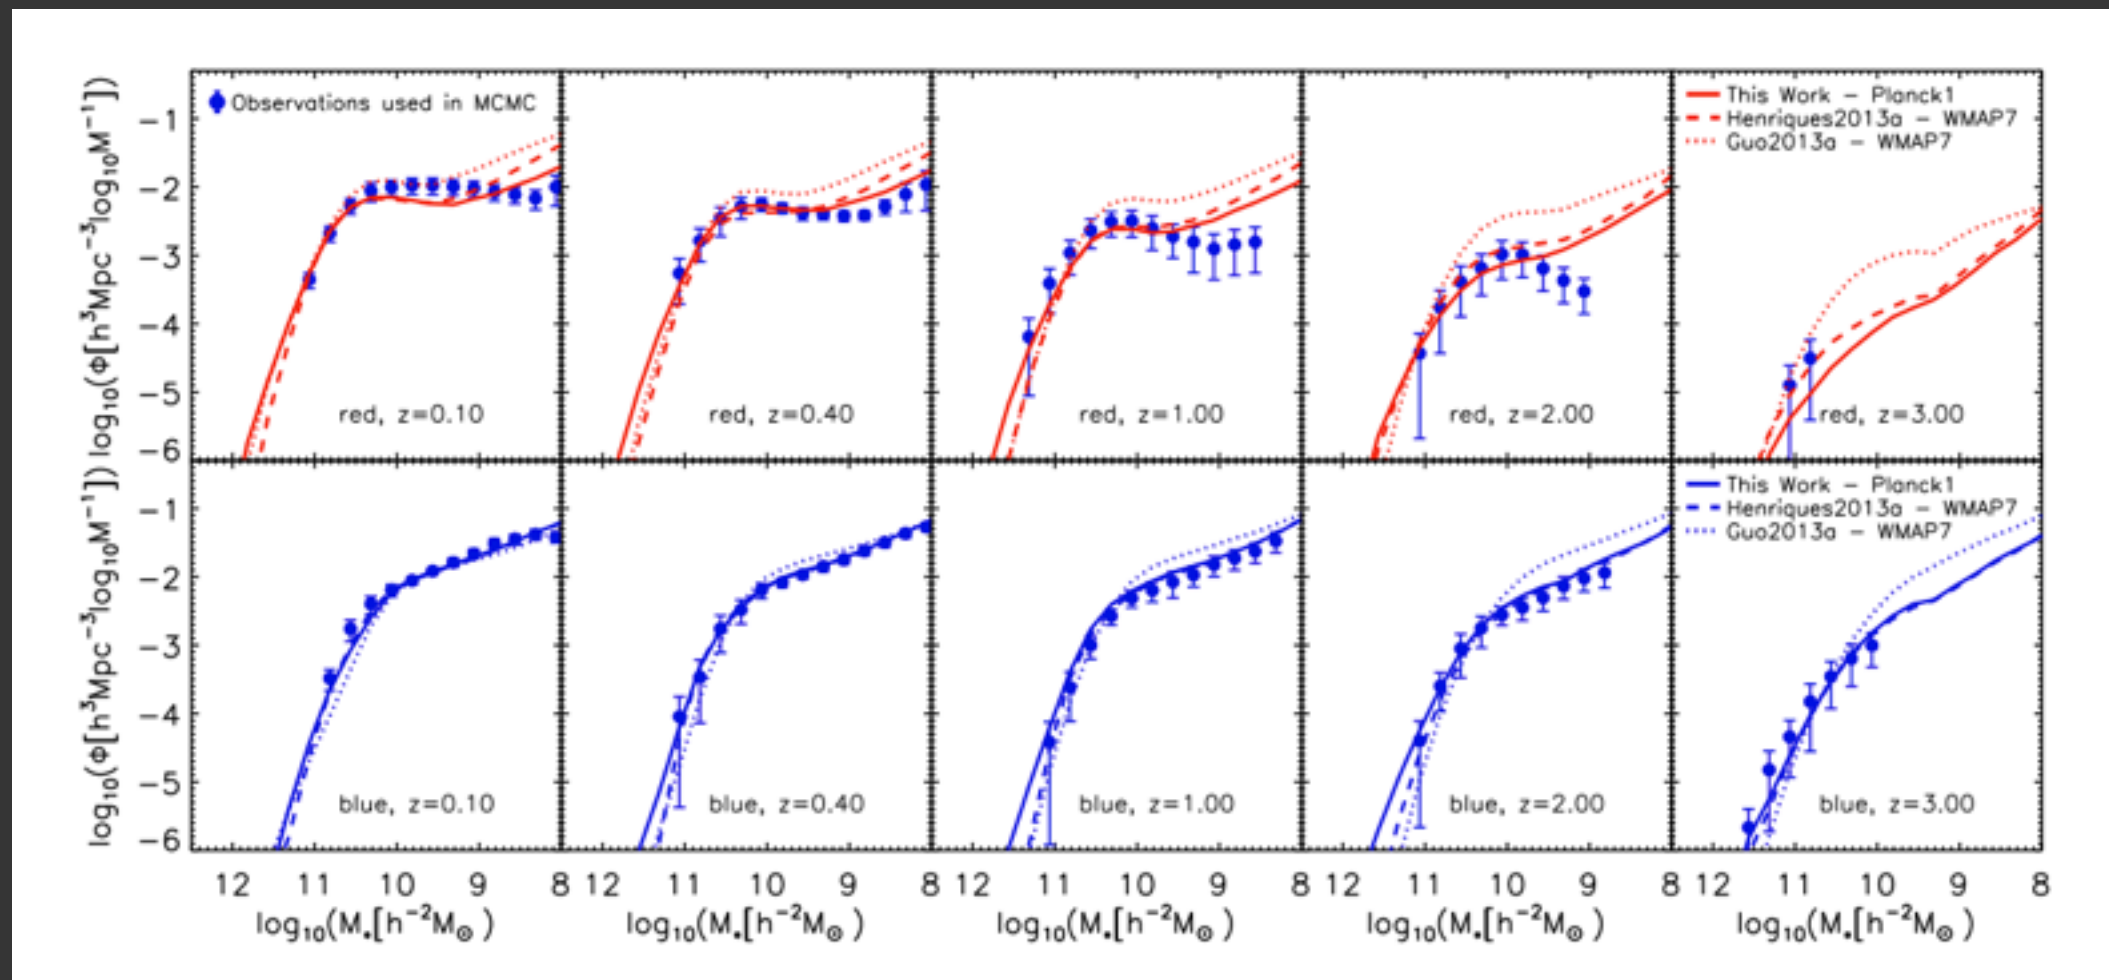 Observations used in MCMC
This Work − Planck1
Henriques2013a − WMAP7
Guo2013a − WMAP7
log₁₀(Φ[h³Mpc⁻³log₁₀M⁻¹])
−1
−2
−3
−4
−5
−6
red, z=0.10
red, z=0.40
red, z=1.00
red, z=2.00
red, z=3.00
This Work − Planck1
Henriques2013a − WMAP7
Guo2013a − WMAP7
log₁₀(Φ[h³Mpc⁻³log₁₀M⁻¹])
−1
−2
−3
−4
−5
−6
blue, z=0.10
blue, z=0.40
blue, z=1.00
blue, z=2.00
blue, z=3.00
12 11 10 9 8 12 11 10 9 8 12 11 10 9 8 12 11 10 9 8 12 11 10 9 8
log₁₀(M⋆[h⁻²M☉)
log₁₀(M⋆[h⁻²M☉)
log₁₀(M⋆[h⁻²M☉)
log₁₀(M⋆[h⁻²M☉)
log₁₀(M⋆[h⁻²M☉)